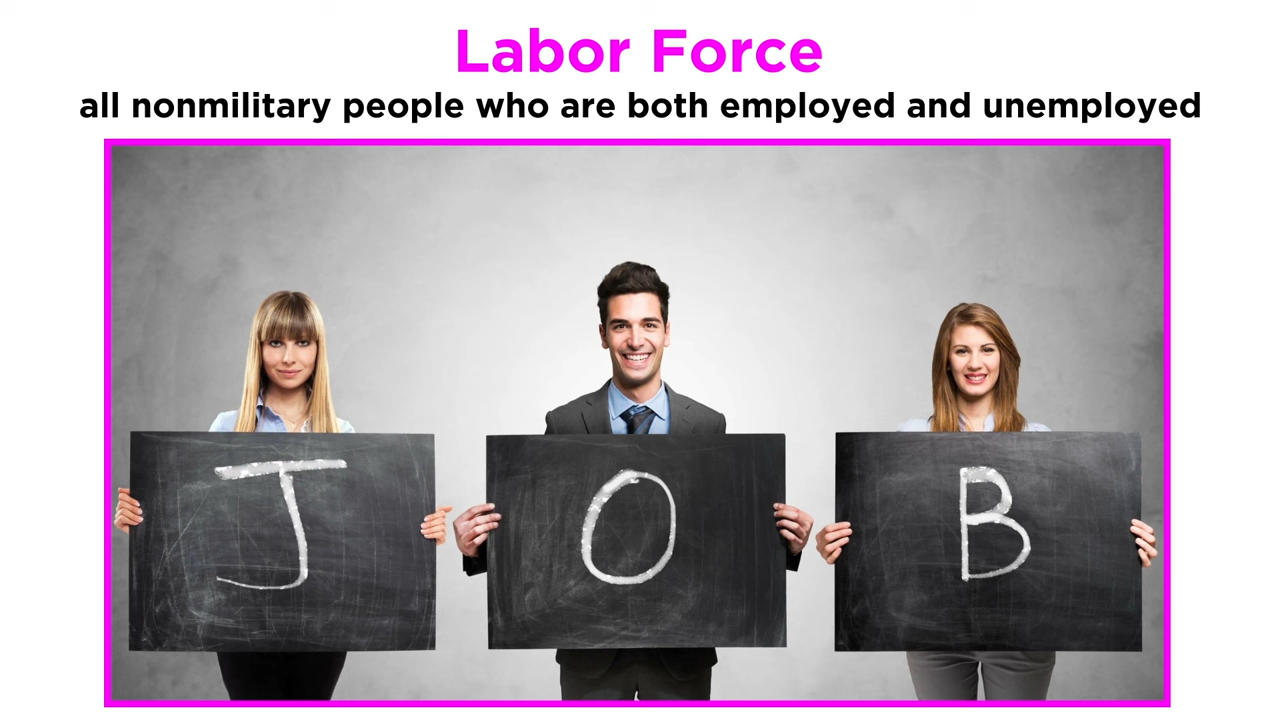 Labor Force
all nonmilitary people who are both employed and unemployed
J O B